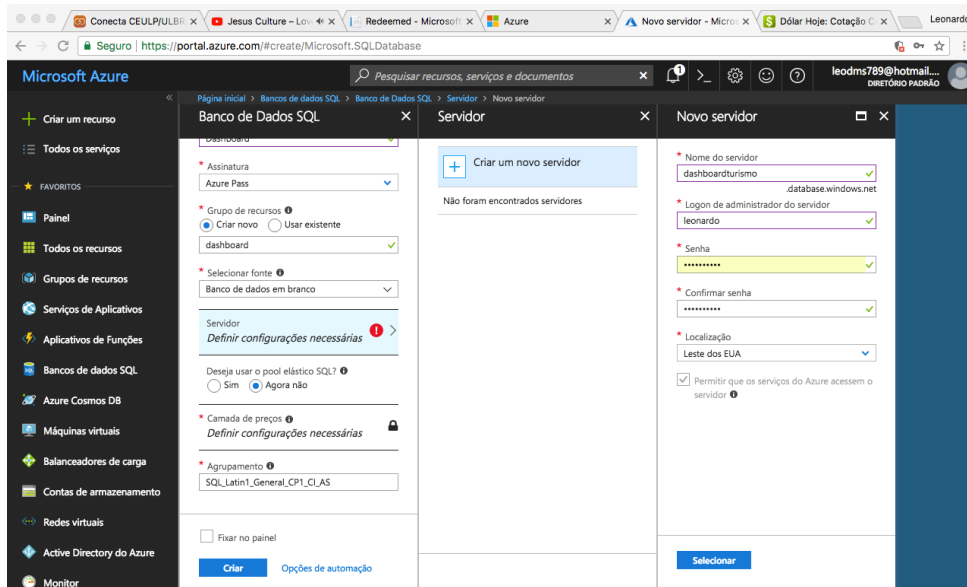 Conecta CEULP/ULBR
Jesus Culture – Lov
Redeemed - Microsoft
Azure
Novo servidor - Micros
Dólar Hoje: Cotação
Leonardo
Seguro | https://portal.azure.com/#create/Microsoft.SQLDatabase
Microsoft Azure
Pesquisar recursos, serviços e documentos
1
leodms789@hotmail....
DIRETÓRIO PADRÃO
Página inicial > Bancos de dados SQL > Banco de Dados SQL > Servidor > Novo servidor
Criar um recurso
Todos os serviços
FAVORITOS
Painel
Todos os recursos
Grupos de recursos
Serviços de Aplicativos
Aplicativos de Funções
Bancos de dados SQL
Azure Cosmos DB
Máquinas virtuais
Balanceadores de carga
Contas de armazenamento
Redes virtuais
Active Directory do Azure
Monitor
Banco de Dados SQL
Dashboard
* Assinatura
Azure Pass
* Grupo de recursos
Criar novo Usar existente
dashboard
* Selecionar fonte
Banco de dados em branco
Servidor
Definir configurações necessárias
Deseja usar o pool elástico SQL?
Sim Agora não
* Camada de preços
Definir configurações necessárias
* Agrupamento
SQL_Latin1_General_CP1_CI_AS
Fixar no painel
Criar
Opções de automação
Servidor
Criar um novo servidor
Não foram encontrados servidores
Novo servidor
* Nome do servidor
dashboardturismo
.database.windows.net
* Logon de administrador do servidor
leonardo
* Senha
••••••••••
* Confirmar senha
••••••••••
* Localização
Leste dos EUA
Permitir que os serviços do Azure acessem o
servidor
Selecionar